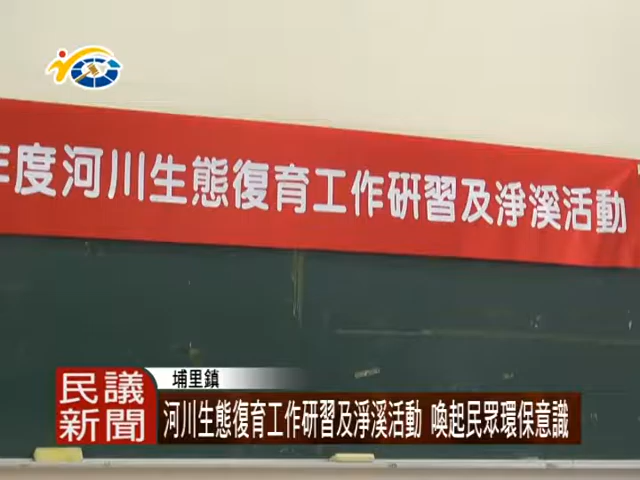 年度河川生態復育工作研習及淨溪活動
民議新聞
埔里鎮
河川生態復育工作研習及淨溪活動 喚起民眾環保意識